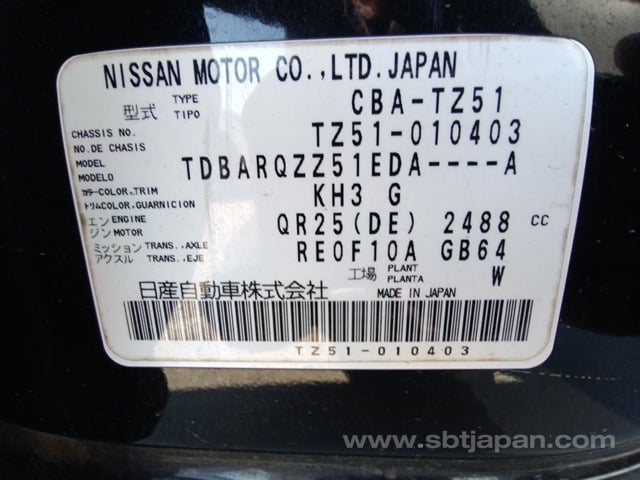 NISSAN MOTOR CO.,LTD.JAPAN
型式 TYPE TIPO CBA-TZ51
CHASSIS NO. NO.DE CHASIS TZ51-010403
MODEL MODELO TDBARQZZ51EDA----A
カラー COLOR,TRIM トリム COLOR,GUARNICION KH3 G
エンジン ENGINE MOTOR QR25(DE) 2488 CC
ミッション アクスル TRANS.,AXLE TRANS.,EJE RE0F10A GB64
工場 PLANT PLANTA W
日産自動車株式会社 MADE IN JAPAN
TZ51-010403
www.sbtjapan.com